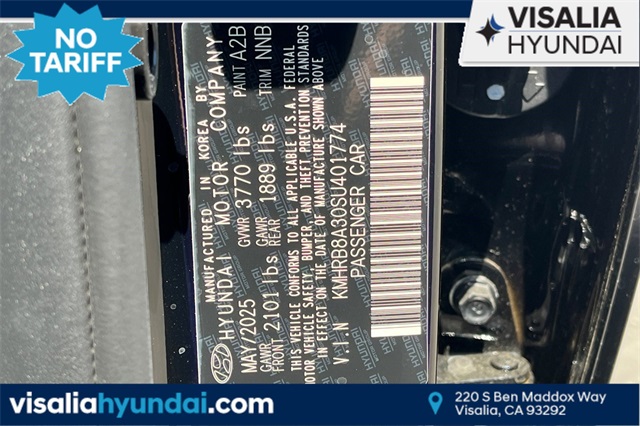 NO
TARIFF
VISALIA
HYUNDAI
MANUFACTURED IN KOREA BY
HYUNDAI MOTOR COMPANY
MAY/2025 GVWR 3770 lbs PAINT A2B
GAWR FRONT 2101 lbs GAWR REAR 1889 lbs TRIM NNB
THIS VEHICLE CONFORMS TO ALL APPLICABLE U.S.A. FEDERAL
MOTOR VEHICLE SAFETY, BUMPER, AND THEFT PREVENTION STANDARDS
IN EFFECT ON THE DATE OF MANUFACTURE SHOWN ABOVE
V.I.N KMHRB8A30SU401774
PASSENGER CAR
visaliahyundai.com
220 S Ben Maddox Way
Visalia, CA 93292